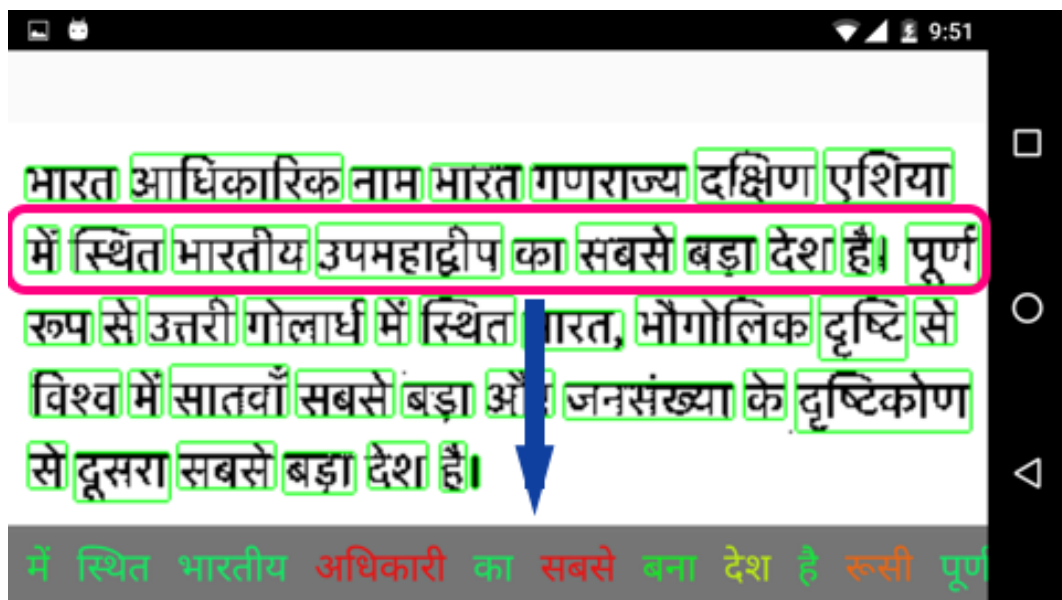 9:51
भारत आधिकारिक नाम भारत गणराज्य दक्षिण एशिया
में स्थित भारतीय उपमहाद्वीप का सबसे बड़ा देश है। पूर्ण
रूप से उत्तरी गोलार्ध में स्थित भारत, भौगोलिक दृष्टि से
विश्व में सातवाँ सबसे बड़ा और जनसंख्या के दृष्टिकोण
से दूसरा सबसे बड़ा देश है।
में स्थित भारतीय अधिकारी का सबसे बना देश है रूसी पूर्ण